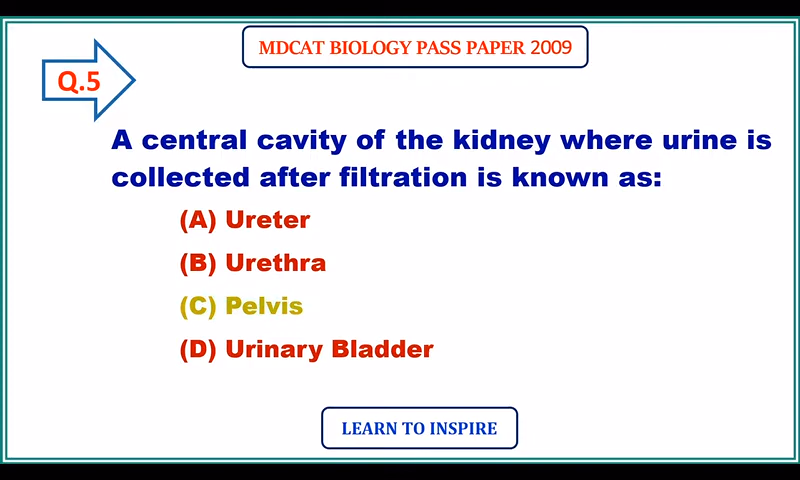 MDCAT BIOLOGY PASS PAPER 2009
Q.5
A central cavity of the kidney where urine is
collected after filtration is known as:
(A) Ureter
(B) Urethra
(C) Pelvis
(D) Urinary Bladder
LEARN TO INSPIRE